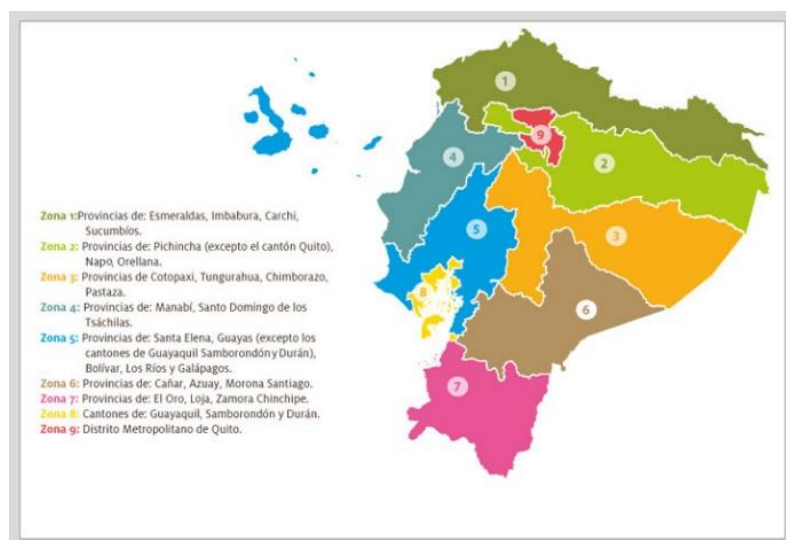 Zona 1:Provincias de: Esmeraldas, Imbabura, Carchi,
Sucumbíos.
Zona 2: Provincias de: Pichincha (excepto el cantón Quito),
Napo, Orellana.
Zona 3: Provincias de Cotopaxi, Tungurahua, Chimborazo,
Pastaza.
Zona 4: Provincias de: Manabí, Santo Domingo de los
Tsáchilas.
Zona 5: Provincias de: Santa Elena, Guayas (excepto los
cantones de Guayaquil Samborondón y Durán),
Bolívar, Los Ríos y Galápagos.
Zona 6: Provincias de: Cañar, Azuay, Morona Santiago.
Zona 7: Provincias de: El Oro, Loja, Zamora Chinchipe.
Zona 8: Cantones de: Guayaquil, Samborondón y Durán.
Zona 9: Distrito Metropolitano de Quito.
1
9
2
4
5
3
8
6
7